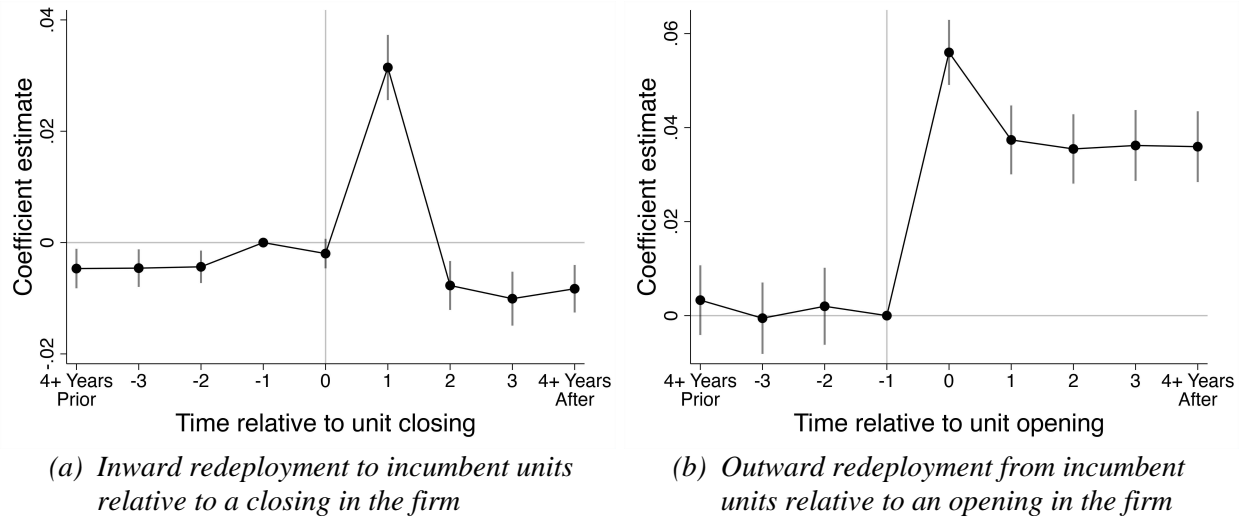 Coefficient estimate
.04
.02
0
-.02
4+ Years
Prior
-3
-2
-1
0
1
2
3
4+ Years
After
Time relative to unit closing
(a) Inward redeployment to incumbent units
relative to a closing in the firm
Coefficient estimate
.06
.04
.02
0
4+ Years
Prior
-3
-2
-1
0
1
2
3
4+ Years
After
Time relative to unit opening
(b) Outward redeployment from incumbent
units relative to an opening in the firm